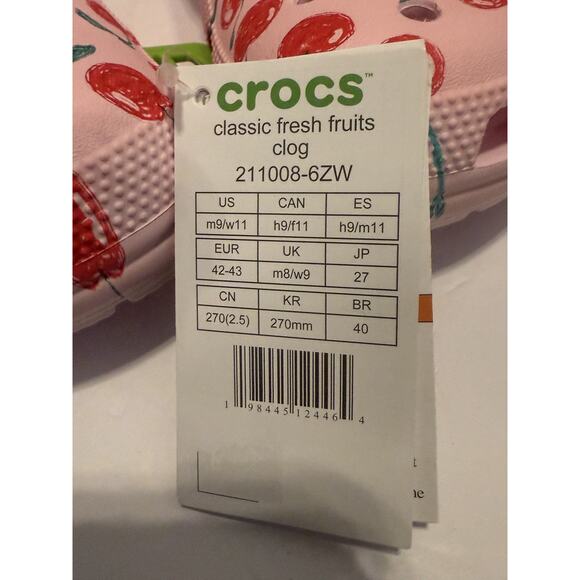 crocs™
classic fresh fruits
clog
211008-6ZW
US CAN ES
m9/w11 h9/f11 h9/m11
EUR UK JP
42-43 m8/w9 27
CN KR BR
270(2.5) 270mm 40
1 98445 12446 4